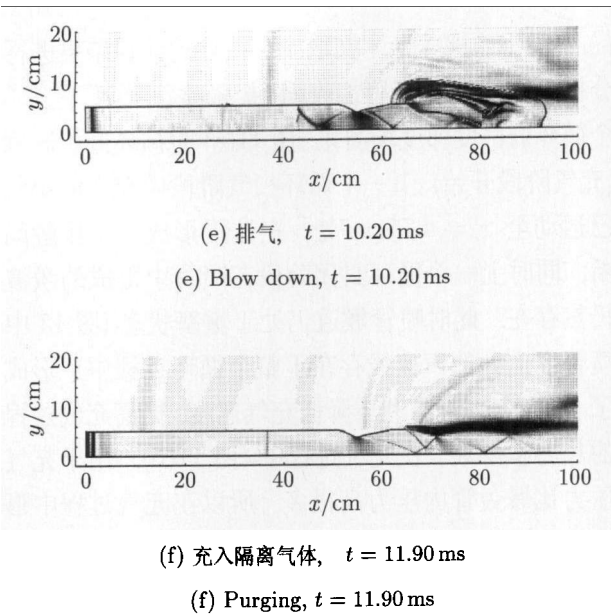 20
10
0
y/cm
0 20 40 60 80 100
x/cm
(e) 排气, t = 10.20 ms
(e) Blow down, t = 10.20 ms
20
10
0
y/cm
0 20 40 60 80 100
x/cm
(f) 充入隔离气体, t = 11.90 ms
(f) Purging, t = 11.90 ms